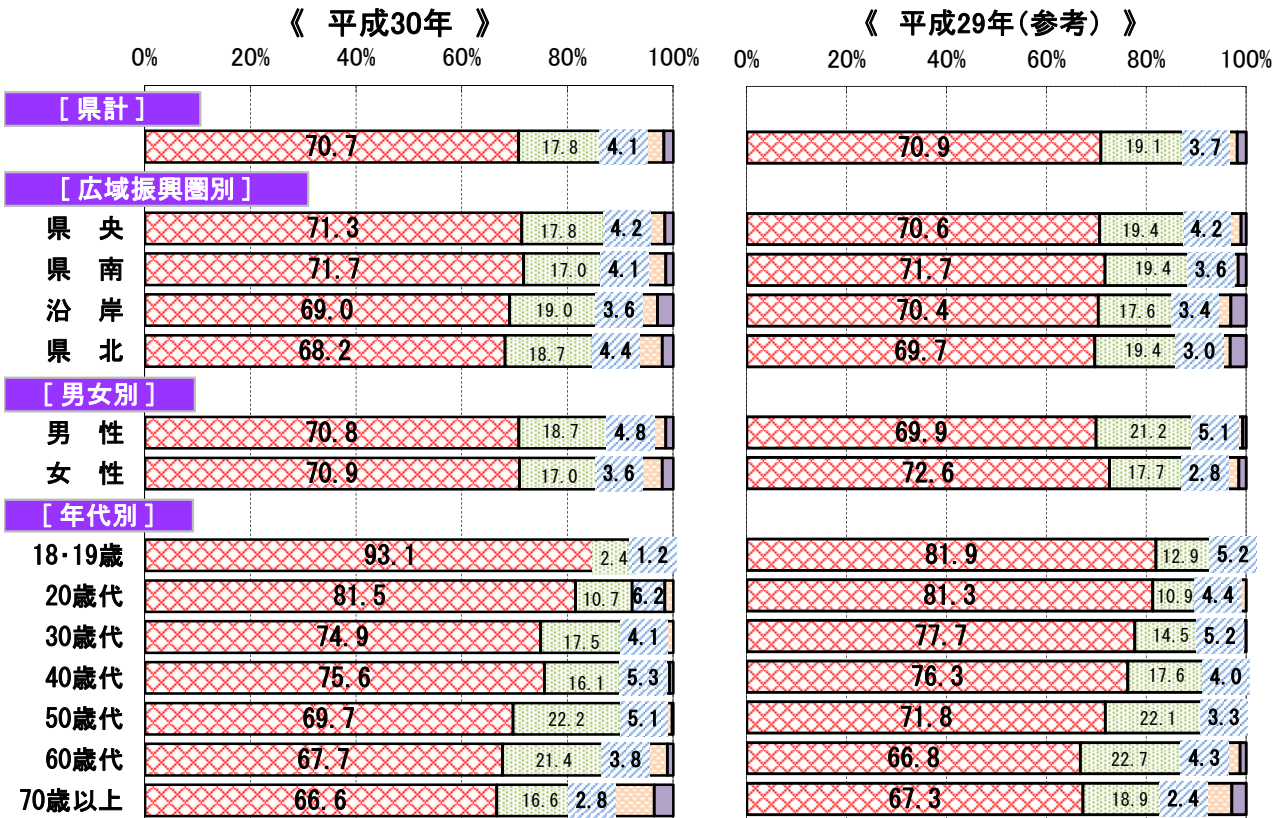 《 平成30年 》 《 平成29年(参考) 》
0% 20% 40% 60% 80% 100% 0% 20% 40% 60% 80% 100%
[ 県計 ]
70.7 17.8 4.1 70.9 19.1 3.7
[ 広域振興圏別 ]
県 央 71.3 17.8 4.2 70.6 19.4 4.2
県 南 71.7 17.0 4.1 71.7 19.4 3.6
沿 岸 69.0 19.0 3.6 70.4 17.6 3.4
県 北 68.2 18.7 4.4 69.7 19.4 3.0
[ 男女別 ]
男 性 70.8 18.7 4.8 69.9 21.2 5.1
女 性 70.9 17.0 3.6 72.6 17.7 2.8
[ 年代別 ]
18・19歳 93.1 2.4 1.2 81.9 12.9 5.2
20歳代 81.5 10.7 6.2 81.3 10.9 4.4
30歳代 74.9 17.5 4.1 77.7 14.5 5.2
40歳代 75.6 16.1 5.3 76.3 17.6 4.0
50歳代 69.7 22.2 5.1 71.8 22.1 3.3
60歳代 67.7 21.4 3.8 66.8 22.7 4.3
70歳以上 66.6 16.6 2.8 67.3 18.9 2.4